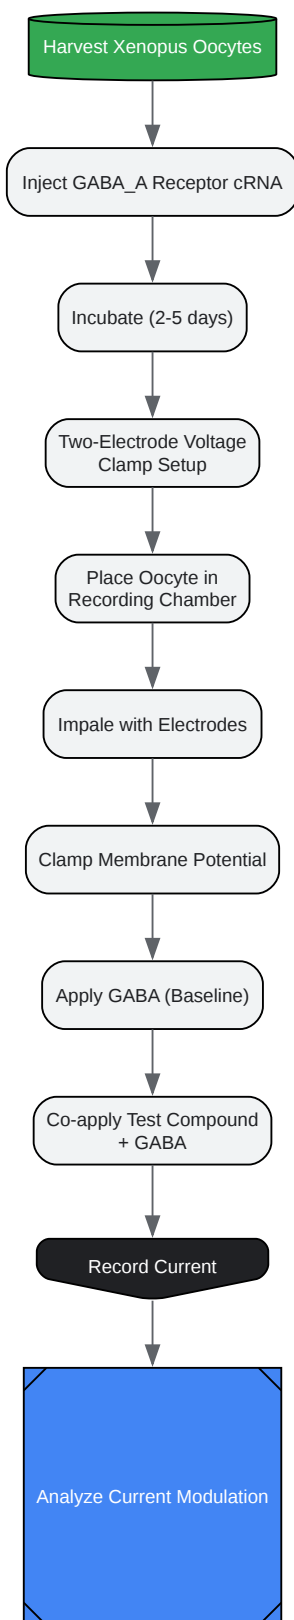 Harvest Xenopus Oocytes
Inject GABA_A Receptor cRNA
Incubate (2-5 days)
Two-Electrode Voltage
Clamp Setup
Place Oocyte in
Recording Chamber
Impale with Electrodes
Clamp Membrane Potential
Apply GABA (Baseline)
Co-apply Test Compound
+ GABA
Record Current
Analyze Current Modulation